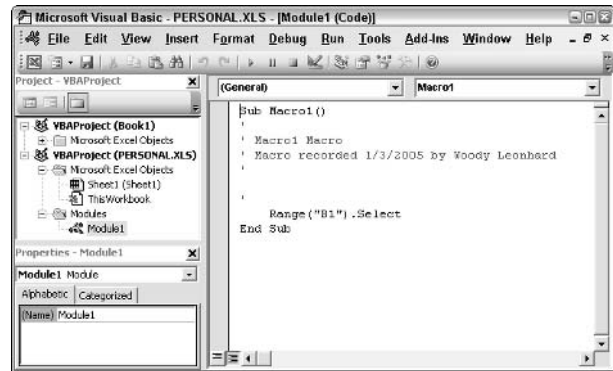 Microsoft Visual Basic - PERSONAL.XLS - [Module1 (Code)]
File Edit View Insert Format Debug Run Tools Add-Ins Window Help
Project - VBAProject
VBAProject (Book1)
Microsoft Excel Objects
VBAProject (PERSONAL.XLS)
Microsoft Excel Objects
Sheet1 (Sheet1)
ThisWorkbook
Modules
Module1
Properties - Module1
Module1 Module
Alphabetic Categorized
(Name) Module1
(General) Macro1
Sub Macro1()
'
' Macro1 Macro
' Macro recorded 1/3/2005 by Woody Leonhard
'
'
Range("B1").Select
End Sub